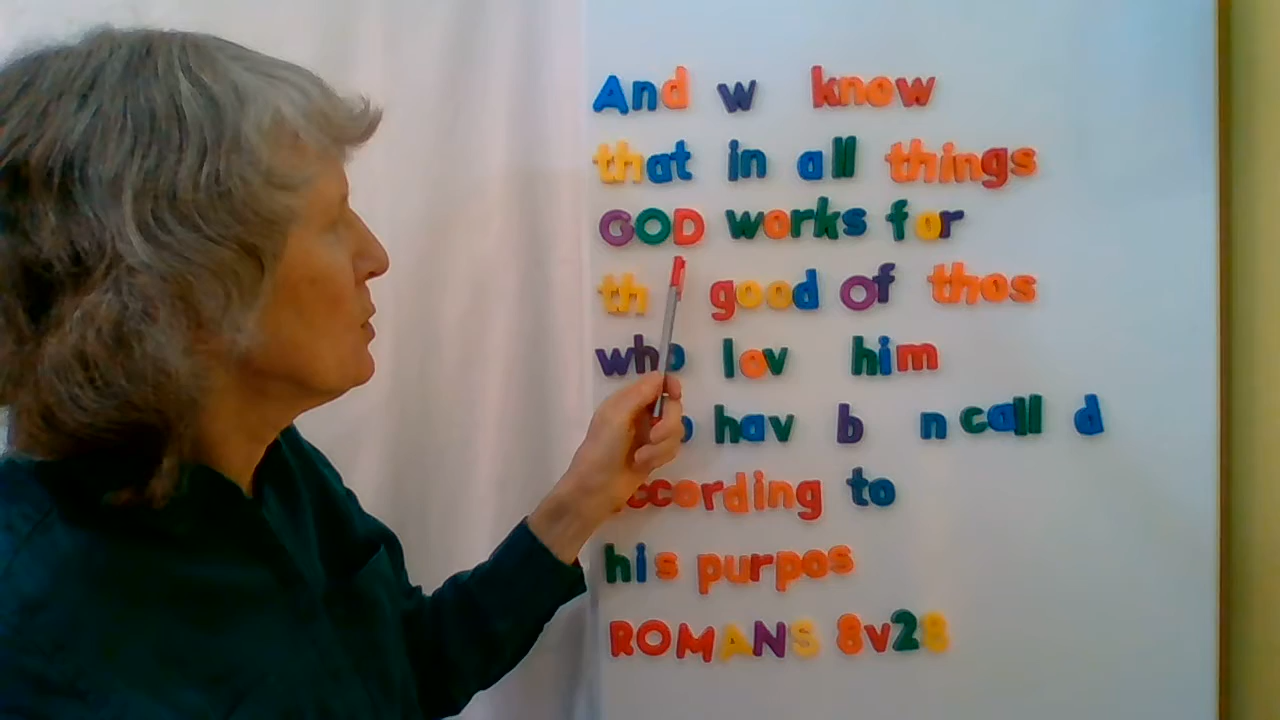 And w know
that in all things
GOD works for
th good of thos
who lov him
hav b n call d
ccording to
his purpos
ROMANS 8v28